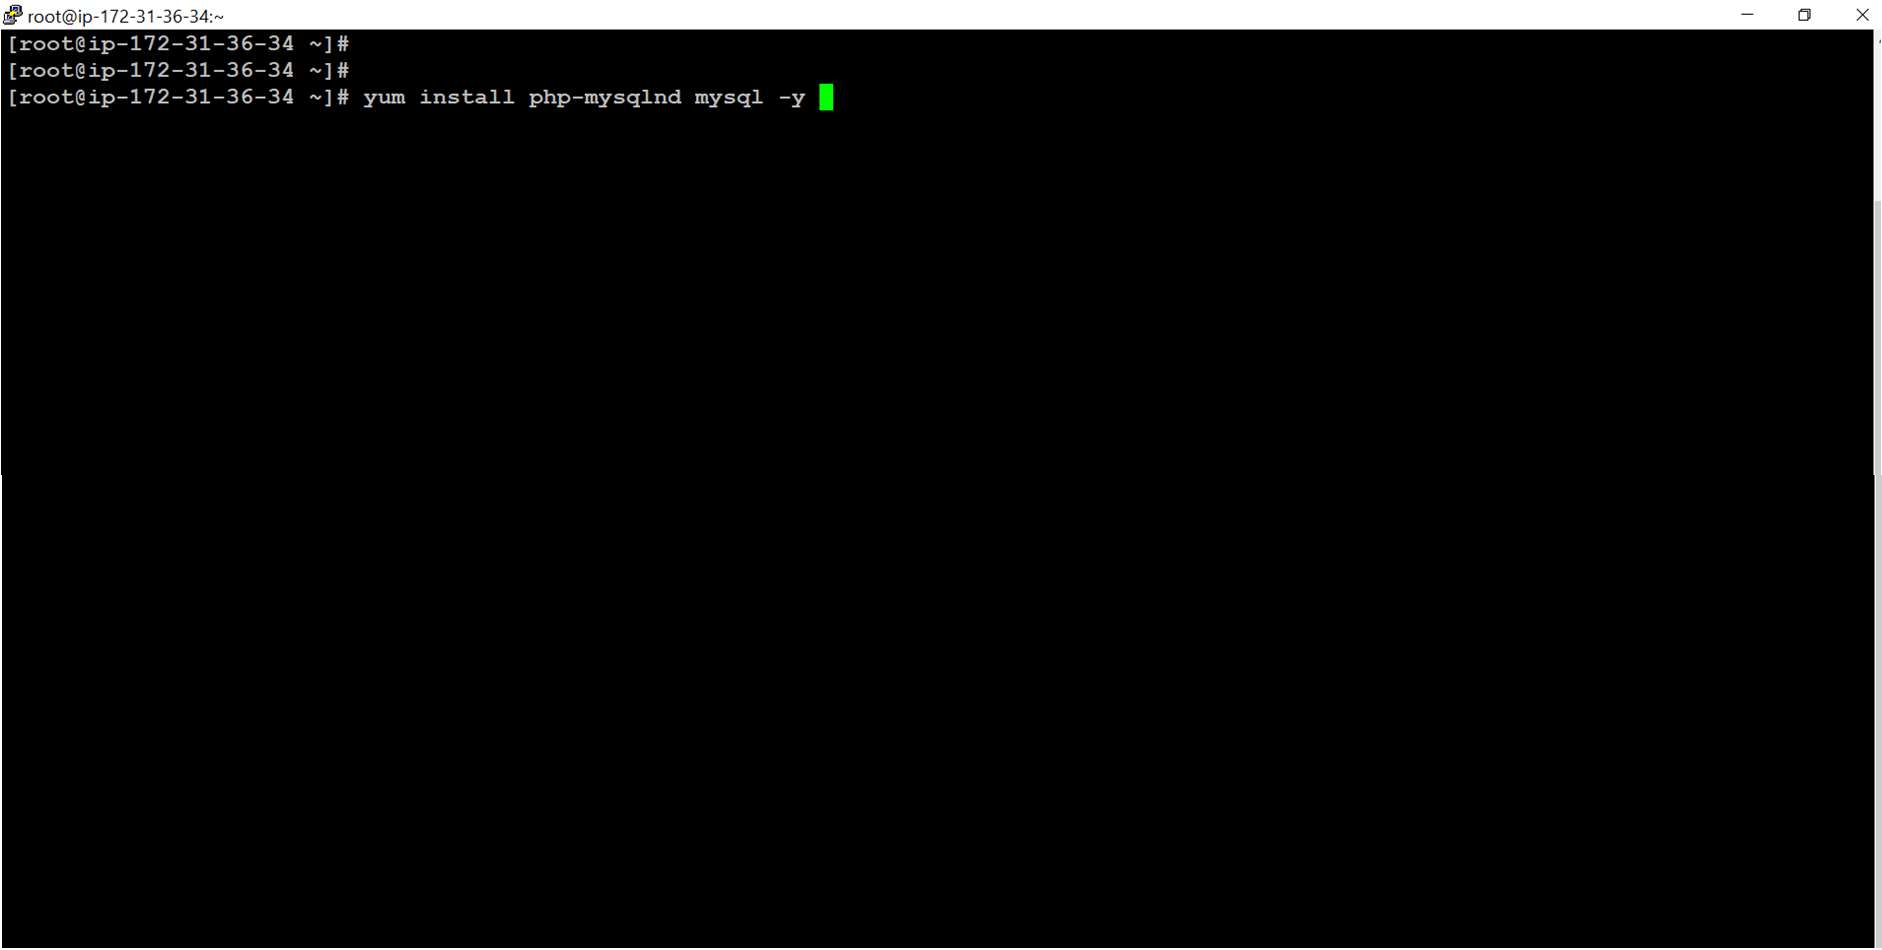 root@ip-172-31-36-34:~
[root@ip-172-31-36-34 ~]#
[root@ip-172-31-36-34 ~]#
[root@ip-172-31-36-34 ~]# yum install php-mysqlnd mysql -y